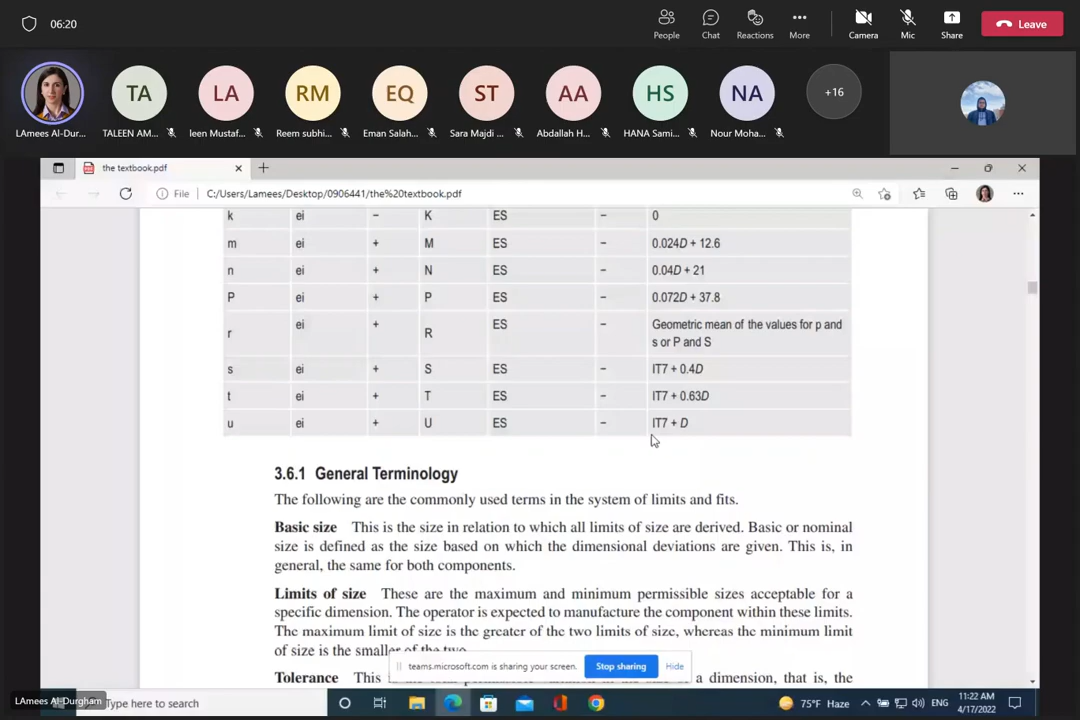 06:20
People
Chat
Reactions
More
Camera
Mic
Share
Leave
TA
LA
RM
EQ
ST
AA
HS
NA
+16
LAmees Al-Dur...
TALEEN AM...
leen Mustaf...
Reem subhi...
Eman Salah...
Sara Majdi ...
Abdallah H...
HANA Sami...
Nour Moha...
the textbook.pdf
File
C:/Users/Lamees/Desktop/0906441/the%20textbook.pdf
k ei − K ES − 0
m ei + M ES − 0.024D + 12.6
n ei + N ES − 0.04D + 21
P ei + P ES − 0.072D + 37.8
r ei + R ES − Geometric mean of the values for p and
s or P and S
s ei + S ES − IT7 + 0.4D
t ei + T ES − IT7 + 0.63D
u ei + U ES − IT7 + D
3.6.1 General Terminology
The following are the commonly used terms in the system of limits and fits.
Basic size This is the size in relation to which all limits of size are derived. Basic or nominal
size is defined as the size based on which the dimensional deviations are given. This is, in
general, the same for both components.
Limits of size These are the maximum and minimum permissible sizes acceptable for a
specific dimension. The operator is expected to manufacture the component within these limits.
The maximum limit of size is the greater of the two limits of size, whereas the minimum limit
of size is the smaller of the two.
teams.microsoft.com is sharing your screen.
Stop sharing
Hide
Tolerance This is a dimension, that is, the
LAmees Al-Durgham
here to search
75°F Haze
ENG
11:22 AM
4/17/2022